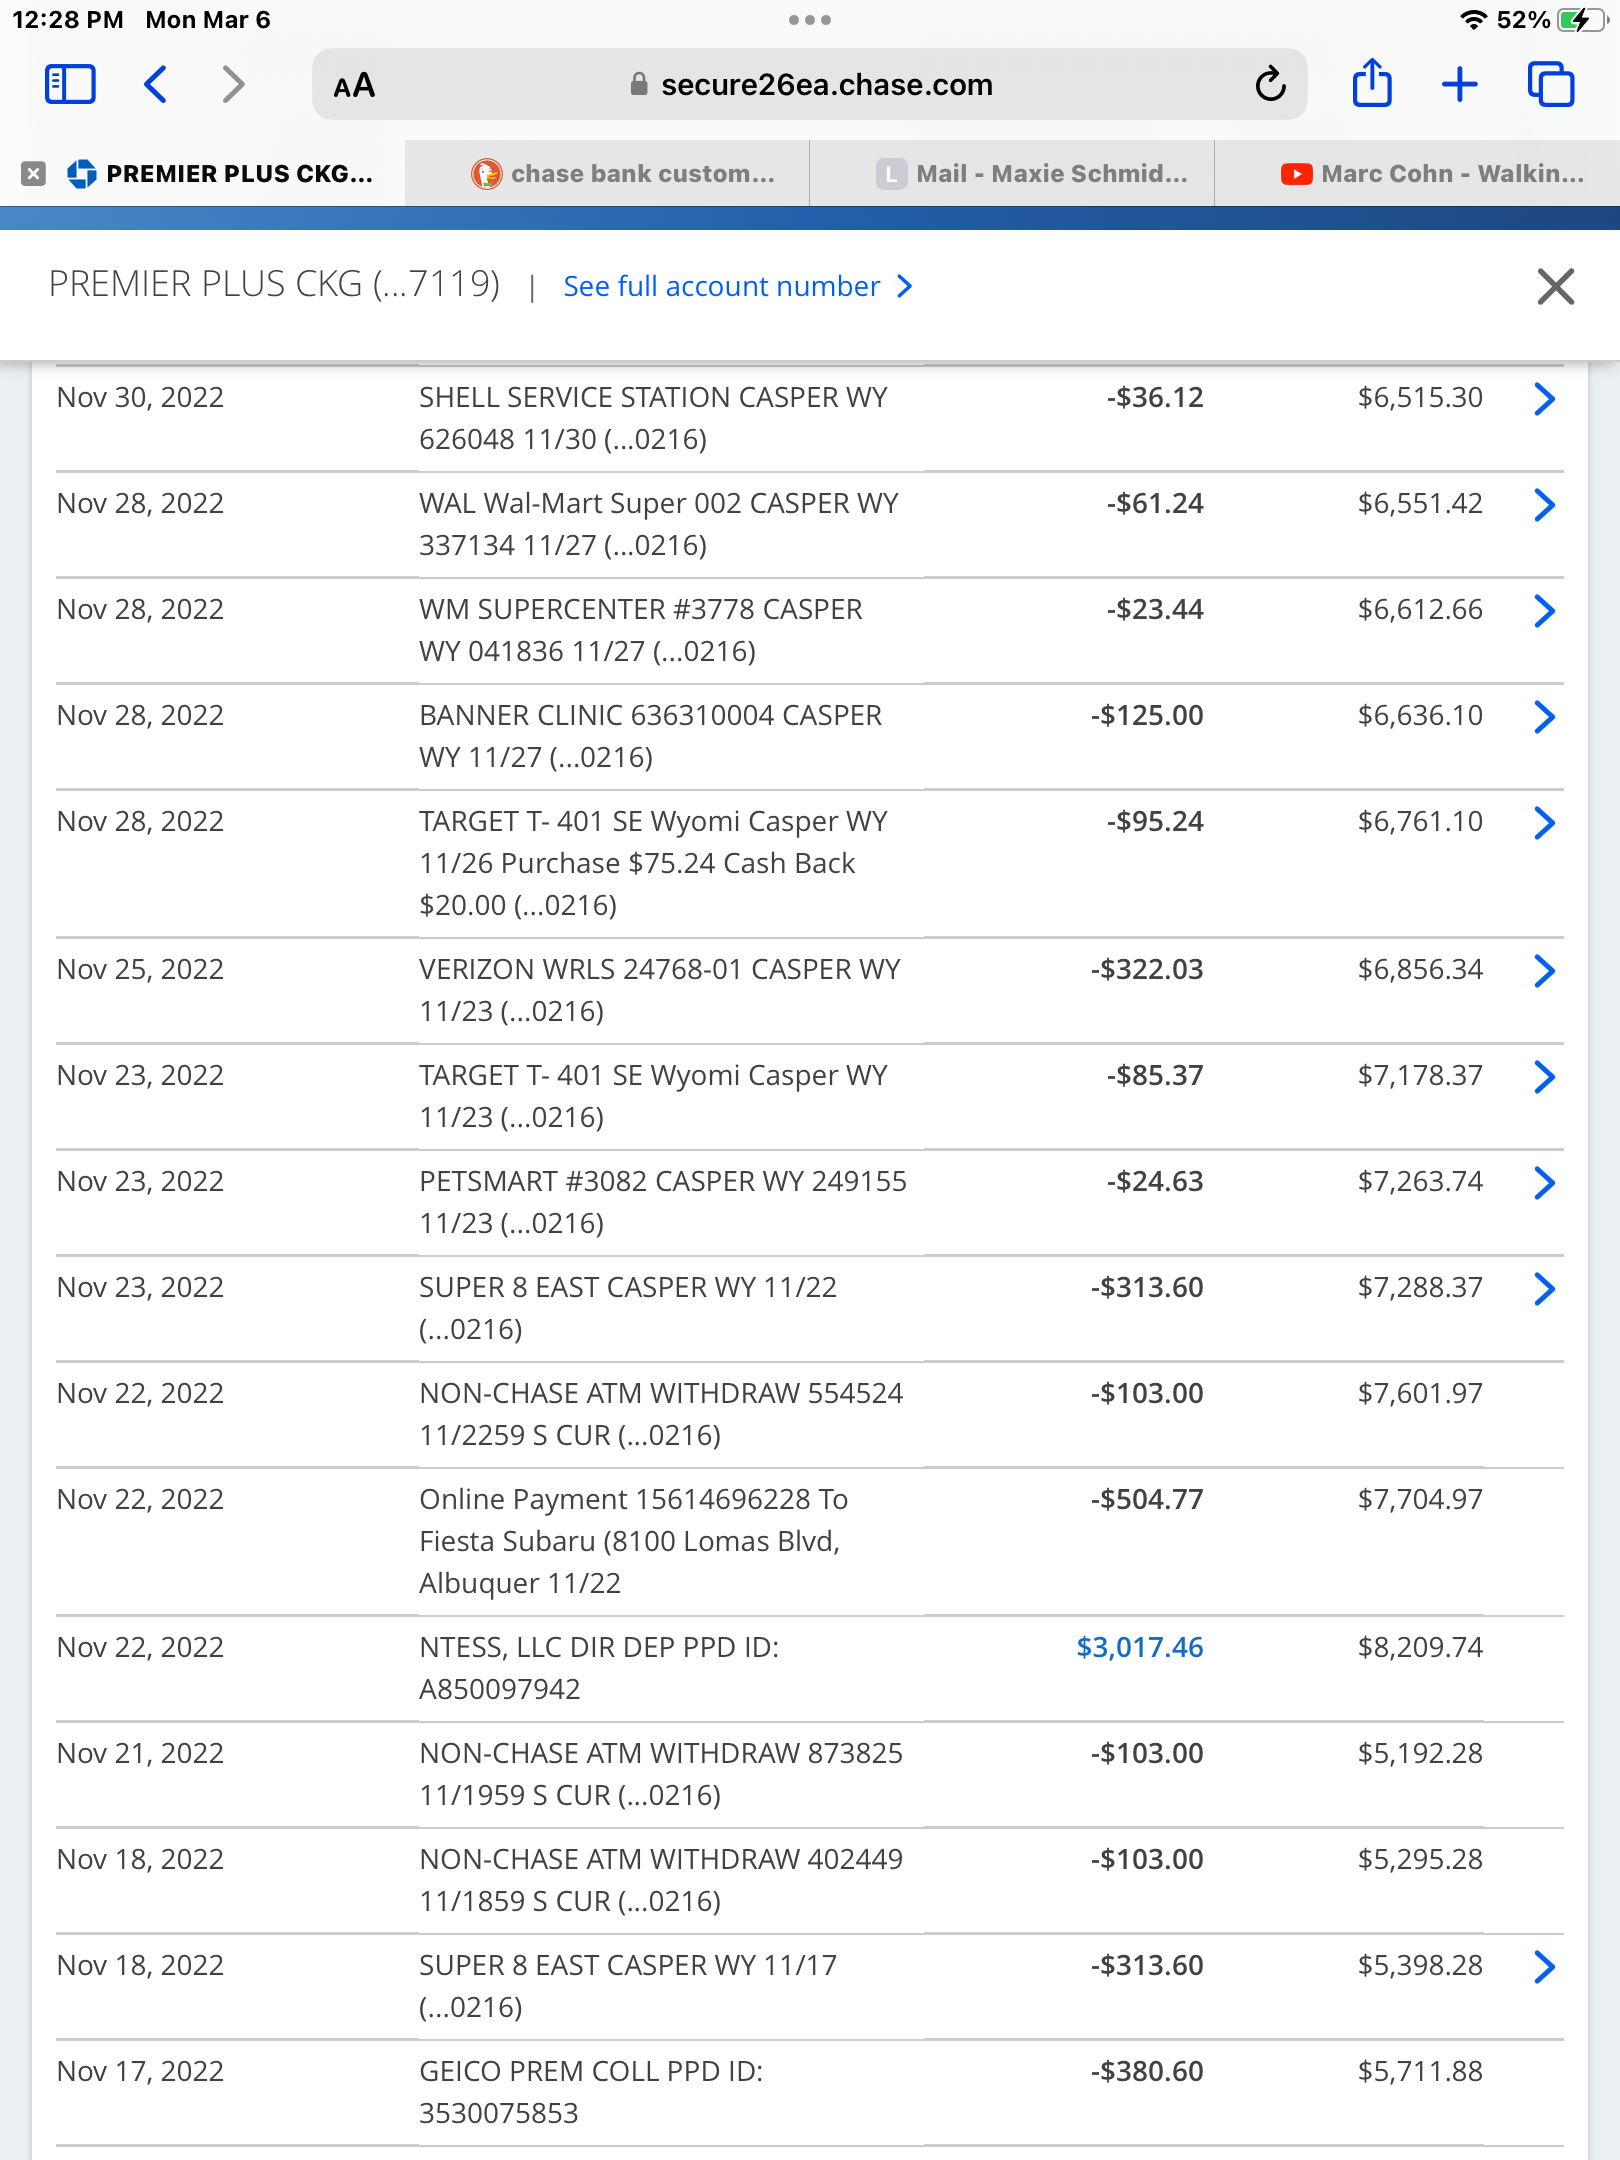 12:28 PM Mon Mar 6
52%
AA
secure26ea.chase.com
PREMIER PLUS CKG...
chase bank custom...
L Mail - Maxie Schmid...
Marc Cohn - Walkin...
PREMIER PLUS CKG (...7119) | See full account number
Nov 30, 2022 SHELL SERVICE STATION CASPER WY -$36.12 $6,515.30
626048 11/30 (...0216)
Nov 28, 2022 WAL Wal-Mart Super 002 CASPER WY -$61.24 $6,551.42
337134 11/27 (...0216)
Nov 28, 2022 WM SUPERCENTER #3778 CASPER -$23.44 $6,612.66
WY 041836 11/27 (...0216)
Nov 28, 2022 BANNER CLINIC 636310004 CASPER -$125.00 $6,636.10
WY 11/27 (...0216)
Nov 28, 2022 TARGET T- 401 SE Wyomi Casper WY -$95.24 $6,761.10
11/26 Purchase $75.24 Cash Back
$20.00 (...0216)
Nov 25, 2022 VERIZON WRLS 24768-01 CASPER WY -$322.03 $6,856.34
11/23 (...0216)
Nov 23, 2022 TARGET T- 401 SE Wyomi Casper WY -$85.37 $7,178.37
11/23 (...0216)
Nov 23, 2022 PETSMART #3082 CASPER WY 249155 -$24.63 $7,263.74
11/23 (...0216)
Nov 23, 2022 SUPER 8 EAST CASPER WY 11/22 -$313.60 $7,288.37
(...0216)
Nov 22, 2022 NON-CHASE ATM WITHDRAW 554524 -$103.00 $7,601.97
11/2259 S CUR (...0216)
Nov 22, 2022 Online Payment 15614696228 To -$504.77 $7,704.97
Fiesta Subaru (8100 Lomas Blvd,
Albuquer 11/22
Nov 22, 2022 NTESS, LLC DIR DEP PPD ID: $3,017.46 $8,209.74
A850097942
Nov 21, 2022 NON-CHASE ATM WITHDRAW 873825 -$103.00 $5,192.28
11/1959 S CUR (...0216)
Nov 18, 2022 NON-CHASE ATM WITHDRAW 402449 -$103.00 $5,295.28
11/1859 S CUR (...0216)
Nov 18, 2022 SUPER 8 EAST CASPER WY 11/17 -$313.60 $5,398.28
(...0216)
Nov 17, 2022 GEICO PREM COLL PPD ID: -$380.60 $5,711.88
3530075853